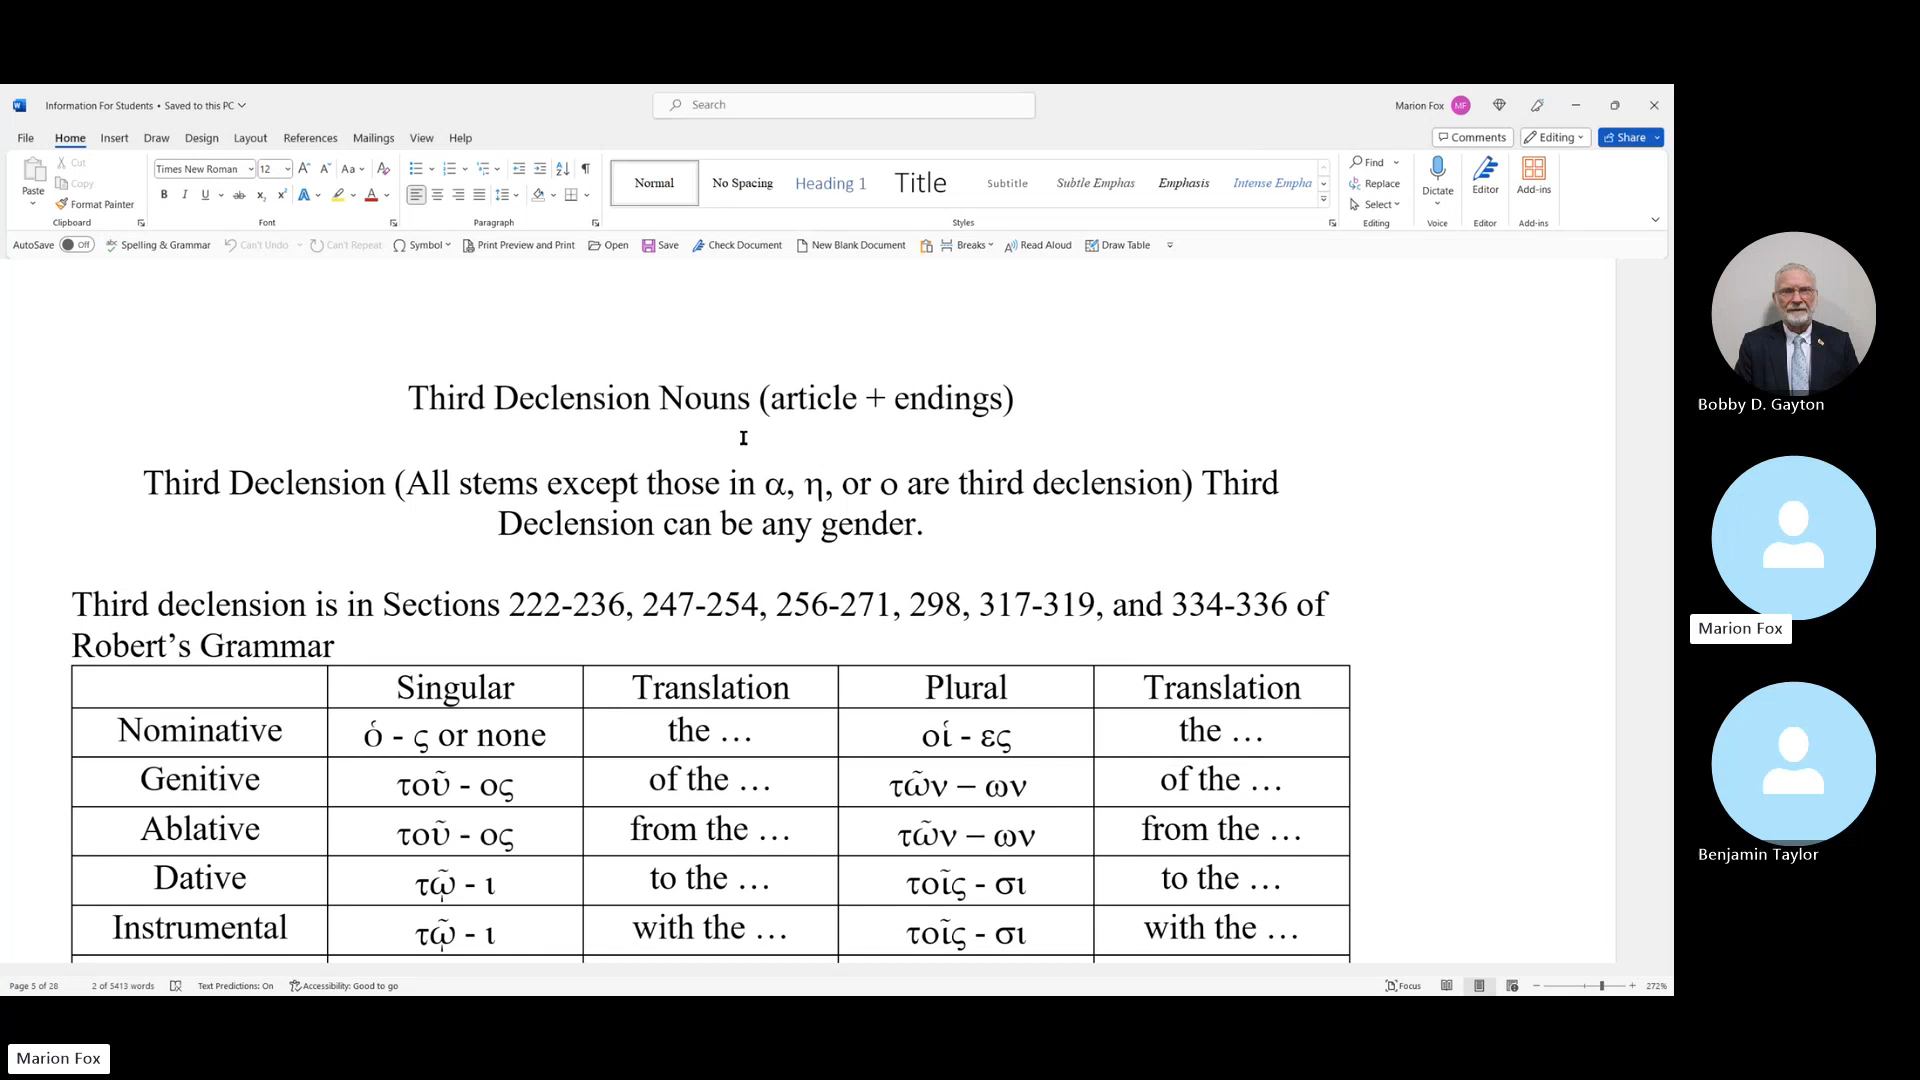 Information For Students • Saved to this PC
Search
Marion Fox MF
File Home Insert Draw Design Layout References Mailings View Help
Comments Editing Share
Paste
Cut
Copy
Format Painter
Clipboard
Times New Roman 12
Font
Paragraph
Normal No Spacing Heading 1 Title Subtitle Subtle Emphas Emphasis Intense Empha
Styles
Find
Replace
Select
Editing
Dictate
Voice
Editor
Editor
Add-ins
Add-ins
AutoSave Off Spelling & Grammar Can't Undo Can't Repeat Symbol Print Preview and Print Open Save Check Document New Blank Document Breaks Read Aloud Draw Table
Third Declension Nouns (article + endings)
Third Declension (All stems except those in α, η, or ο are third declension) Third
Declension can be any gender.
Third declension is in Sections 222-236, 247-254, 256-271, 298, 317-319, and 334-336 of
Robert’s Grammar
Singular Translation Plural Translation
Nominative ὁ - ς or none the … οἱ - ες the …
Genitive τοῦ - ος of the … τῶν – ων of the …
Ablative τοῦ - ος from the … τῶν – ων from the …
Dative τῷ - ι to the … τοῖς - σι to the …
Instrumental τῷ - ι with the … τοῖς - σι with the …
Page 5 of 28 2 of 5413 words Text Predictions: On Accessibility: Good to go Focus 272%
Bobby D. Gayton
Marion Fox
Benjamin Taylor
Marion Fox